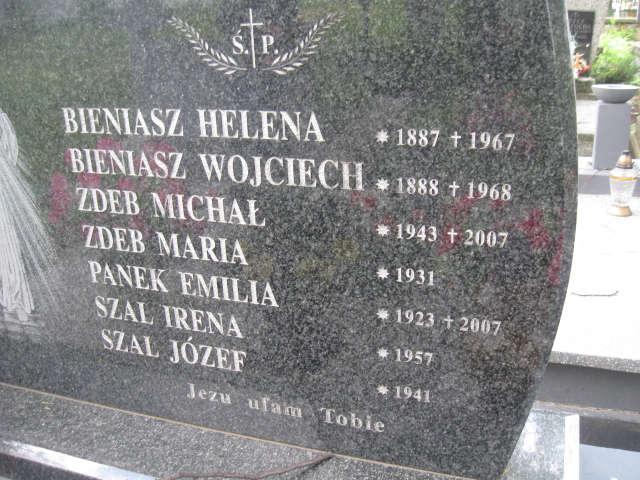 Ś. P.
BIENIASZ HELENA * 1887 † 1967
BIENIASZ WOJCIECH * 1888 † 1968
ZDEB MICHAŁ * 1943 † 2007
ZDEB MARIA * 1931
PANEK EMILIA * 1923 † 2007
SZAL IRENA * 1957
SZAL JÓZEF * 1941
Jezu ufam Tobie